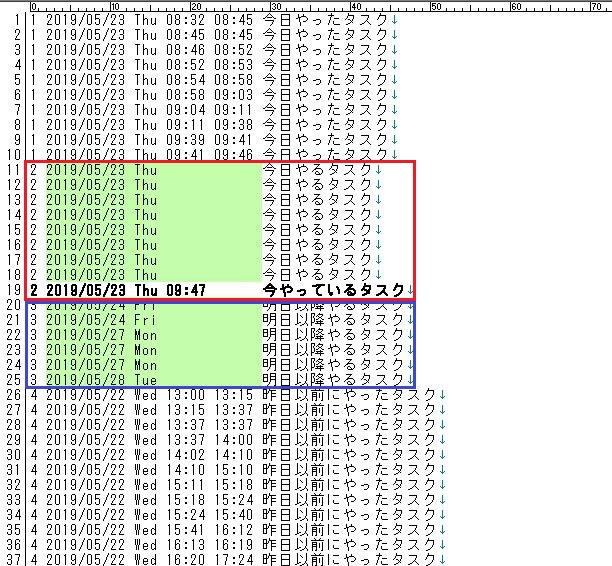 0 10 20 30 40 50 60 70
1 1 2019/05/23 Thu 08:32 08:45 今日やったタスク↓
2 1 2019/05/23 Thu 08:45 08:45 今日やったタスク↓
3 1 2019/05/23 Thu 08:46 08:52 今日やったタスク↓
4 1 2019/05/23 Thu 08:52 08:53 今日やったタスク↓
5 1 2019/05/23 Thu 08:54 08:58 今日やったタスク↓
6 1 2019/05/23 Thu 08:58 09:03 今日やったタスク↓
7 1 2019/05/23 Thu 09:04 09:11 今日やったタスク↓
8 1 2019/05/23 Thu 09:11 09:38 今日やったタスク↓
9 1 2019/05/23 Thu 09:39 09:41 今日やったタスク↓
10 1 2019/05/23 Thu 09:41 09:46 今日やったタスク↓
11 2 2019/05/23 Thu 今日やるタスク↓
12 2 2019/05/23 Thu 今日やるタスク↓
13 2 2019/05/23 Thu 今日やるタスク↓
14 2 2019/05/23 Thu 今日やるタスク↓
15 2 2019/05/23 Thu 今日やるタスク↓
16 2 2019/05/23 Thu 今日やるタスク↓
17 2 2019/05/23 Thu 今日やるタスク↓
18 2 2019/05/23 Thu 今日やるタスク↓
19 2 2019/05/23 Thu 09:47 今やっているタスク↓
20 3 2019/05/24 Fri 明日以降やるタスク↓
21 3 2019/05/24 Fri 明日以降やるタスク↓
22 3 2019/05/27 Mon 明日以降やるタスク↓
23 3 2019/05/27 Mon 明日以降やるタスク↓
24 3 2019/05/27 Mon 明日以降やるタスク↓
25 3 2019/05/28 Tue 明日以降やるタスク↓
26 4 2019/05/22 Wed 13:00 13:15 昨日以前にやったタスク↓
27 4 2019/05/22 Wed 13:15 13:37 昨日以前にやったタスク↓
28 4 2019/05/22 Wed 13:37 13:37 昨日以前にやったタスク↓
29 4 2019/05/22 Wed 13:37 14:00 昨日以前にやったタスク↓
30 4 2019/05/22 Wed 14:02 14:10 昨日以前にやったタスク↓
31 4 2019/05/22 Wed 14:10 15:10 昨日以前にやったタスク↓
32 4 2019/05/22 Wed 15:11 15:18 昨日以前にやったタスク↓
33 4 2019/05/22 Wed 15:18 15:24 昨日以前にやったタスク↓
34 4 2019/05/22 Wed 15:24 15:40 昨日以前にやったタスク↓
35 4 2019/05/22 Wed 15:41 16:12 昨日以前にやったタスク↓
36 4 2019/05/22 Wed 16:13 16:19 昨日以前にやったタスク↓
37 4 2019/05/22 Wed 16:20 17:24 昨日以前にやったタスク↓